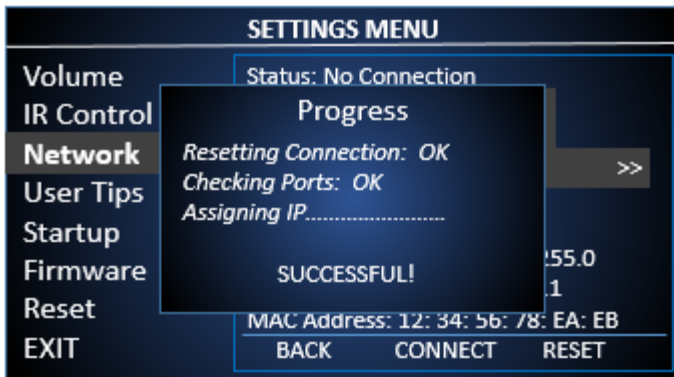 SETTINGS MENU
Volume
IR Control
Network
User Tips
Startup
Firmware
Reset
EXIT
Status: No Connection
Progress
Resetting Connection: OK
Checking Ports: OK
Assigning IP........................
SUCCESSFUL!
>>
255.0
.1
MAC Address: 12: 34: 56: 78: EA: EB
BACK CONNECT RESET